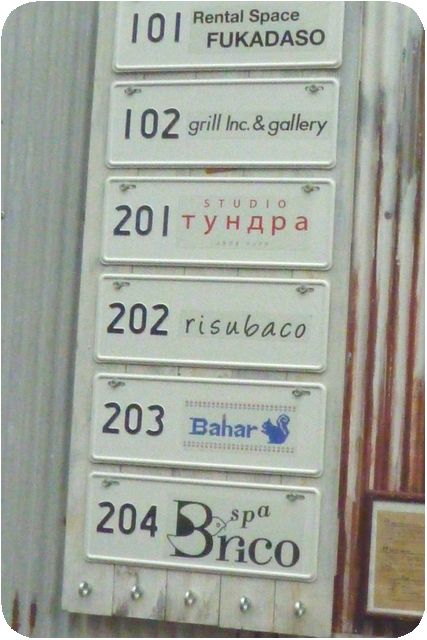 101 Rental Space
FUKADASO
102 grill Inc. & gallery
STUDIO
201 тундра
202 risubaco
203 Bahar
204 spa
Brico